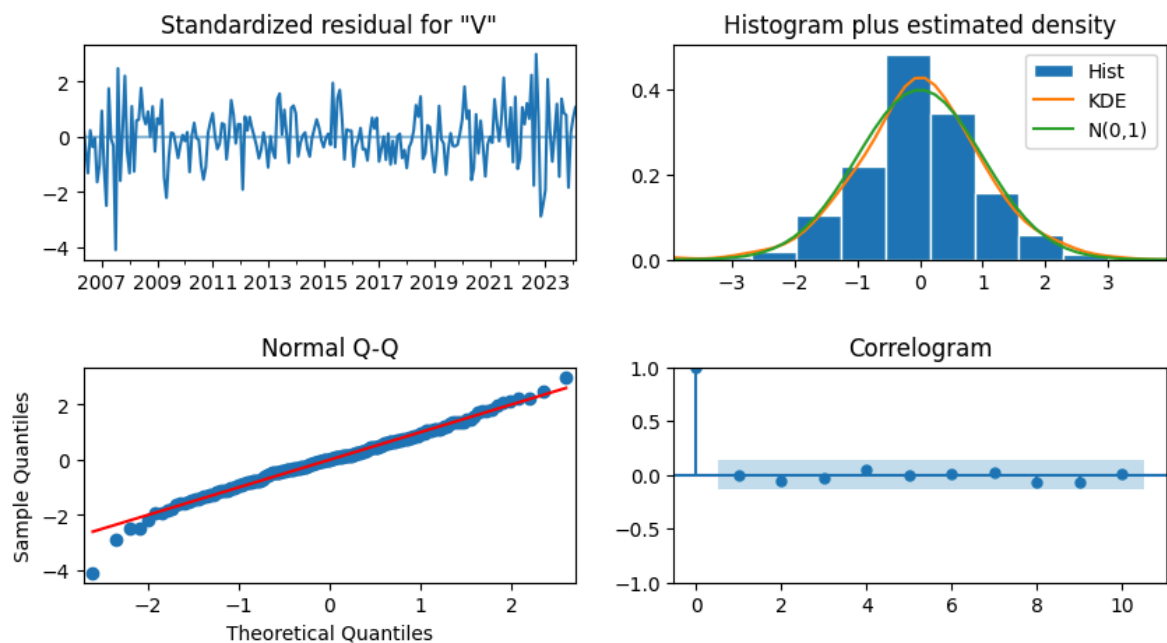 Standardized residual for "V"
2
0
−2
−4
2007 2009 2011 2013 2015 2017 2019 2021 2023
Histogram plus estimated density
Hist
KDE
N(0,1)
0.4
0.2
0.0
−3 −2 −1 0 1 2 3
Normal Q-Q
Sample Quantiles
2
0
−2
−4
−2 −1 0 1 2
Theoretical Quantiles
Correlogram
1.0
0.5
0.0
−0.5
−1.0
0 2 4 6 8 10